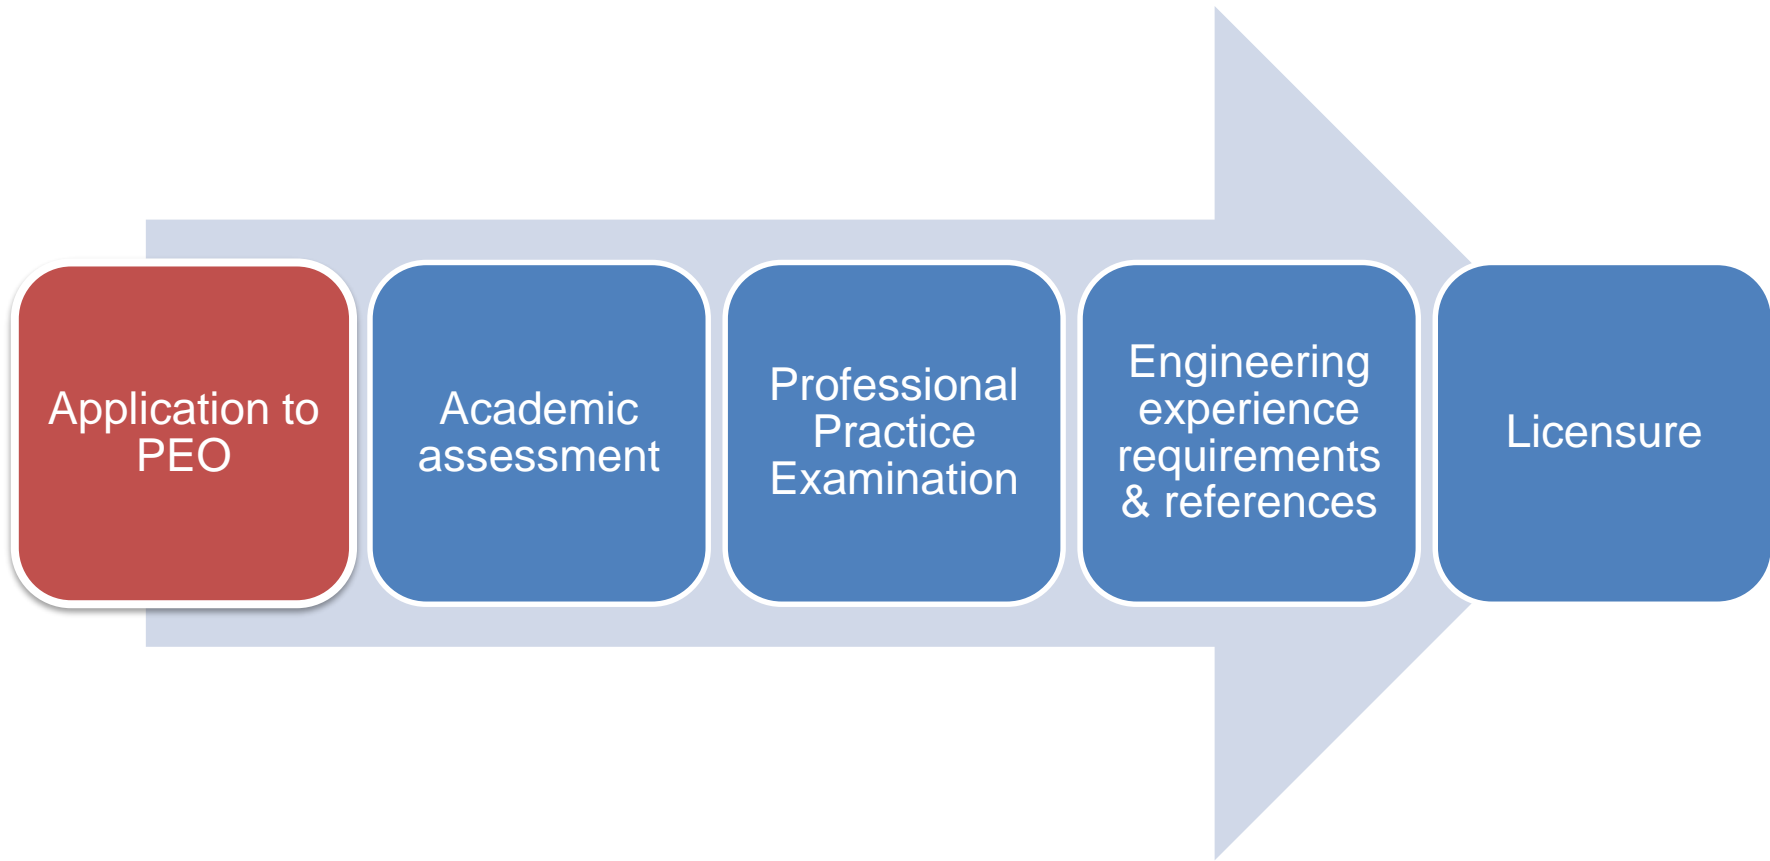 Application to
PEO
Academic
assessment
Professional
Practice
Examination
Engineering
experience
requirements
& references
Licensure